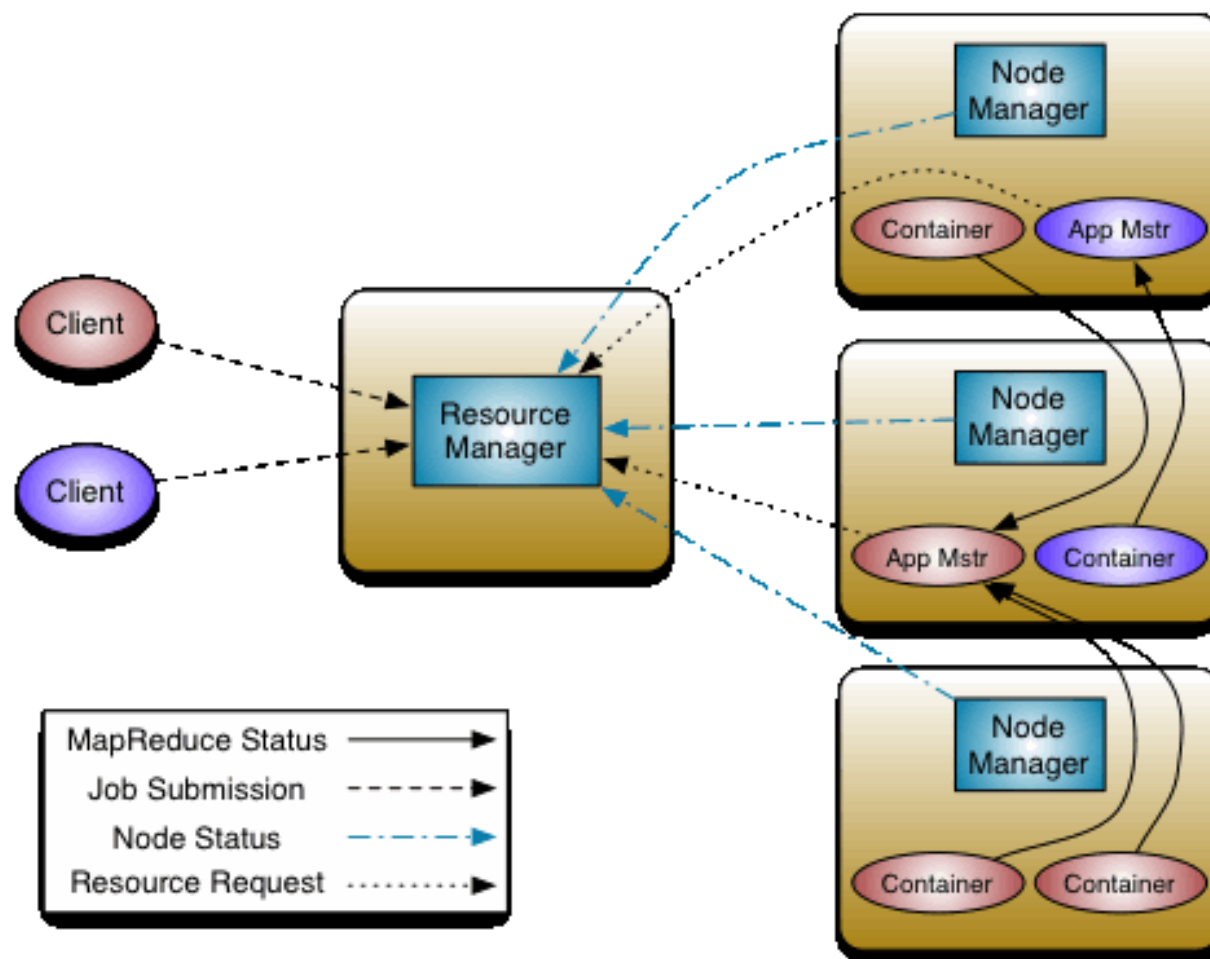 Node
Manager
Container
App Mstr
Client
Resource
Manager
Node
Manager
Client
App Mstr
Container
Node
Manager
MapReduce Status
Job Submission
Node Status
Resource Request
Container
Container